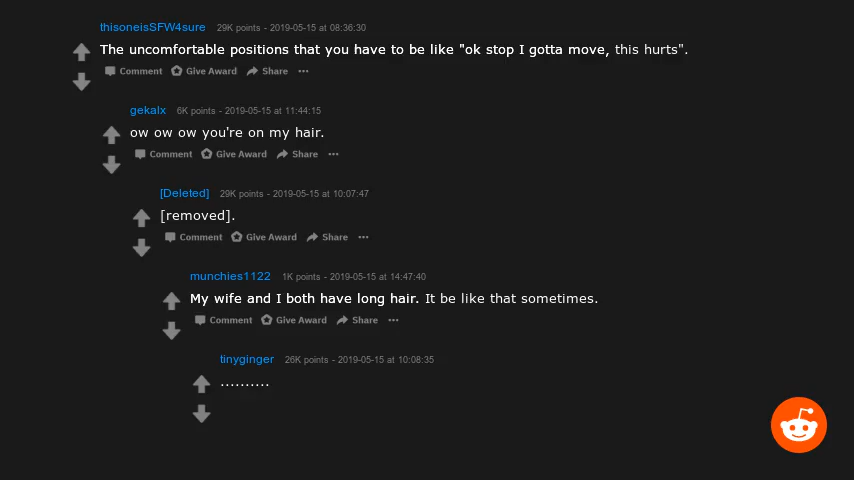 thisoneisSFW4sure 29K points - 2019-05-15 at 08:36:30
The uncomfortable positions that you have to be like "ok stop I gotta move, this hurts".
Comment Give Award Share ...
gekalx 6K points - 2019-05-15 at 11:44:15
ow ow ow you're on my hair.
Comment Give Award Share ...
[Deleted] 29K points - 2019-05-15 at 10:07:47
[removed].
Comment Give Award Share ...
munchies1122 1K points - 2019-05-15 at 14:47:40
My wife and I both have long hair. It be like that sometimes.
Comment Give Award Share ...
tinyginger 26K points - 2019-05-15 at 10:08:35
..........